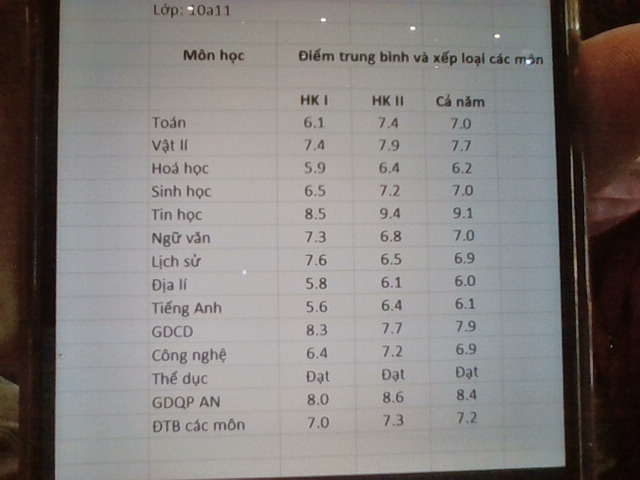 Lớp: 10a11
Môn học Điểm trung bình và xếp loại các môn
HK I HK II Cả năm
Toán 6.1 7.4 7.0
Vật lí 7.4 7.9 7.7
Hoá học 5.9 6.4 6.2
Sinh học 6.5 7.2 7.0
Tin học 8.5 9.4 9.1
Ngữ văn 7.3 6.8 7.0
Lịch sử 7.6 6.5 6.9
Địa lí 5.8 6.1 6.0
Tiếng Anh 5.6 6.4 6.1
GDCD 8.3 7.7 7.9
Công nghệ 6.4 7.2 6.9
Thể dục Đạt Đạt Đạt
GDQP AN 8.0 8.6 8.4
ĐTB các môn 7.0 7.3 7.2